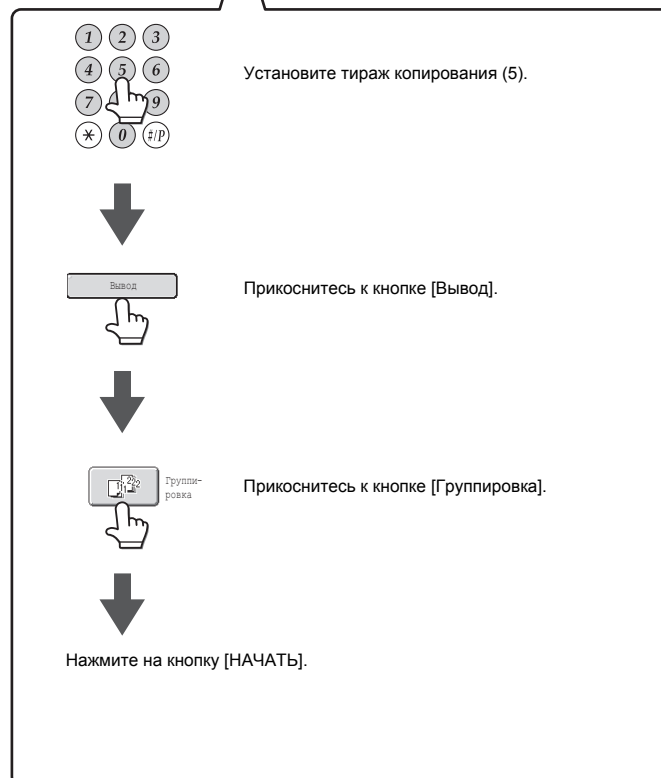 1 2 3
4 5 6
7 9
* 0 #/P
Установите тираж копирования (5).
Вывод
Прикоснитесь к кнопке [Вывод].
Группи-
ровка
Прикоснитесь к кнопке [Группировка].
Нажмите на кнопку [НАЧАТЬ].